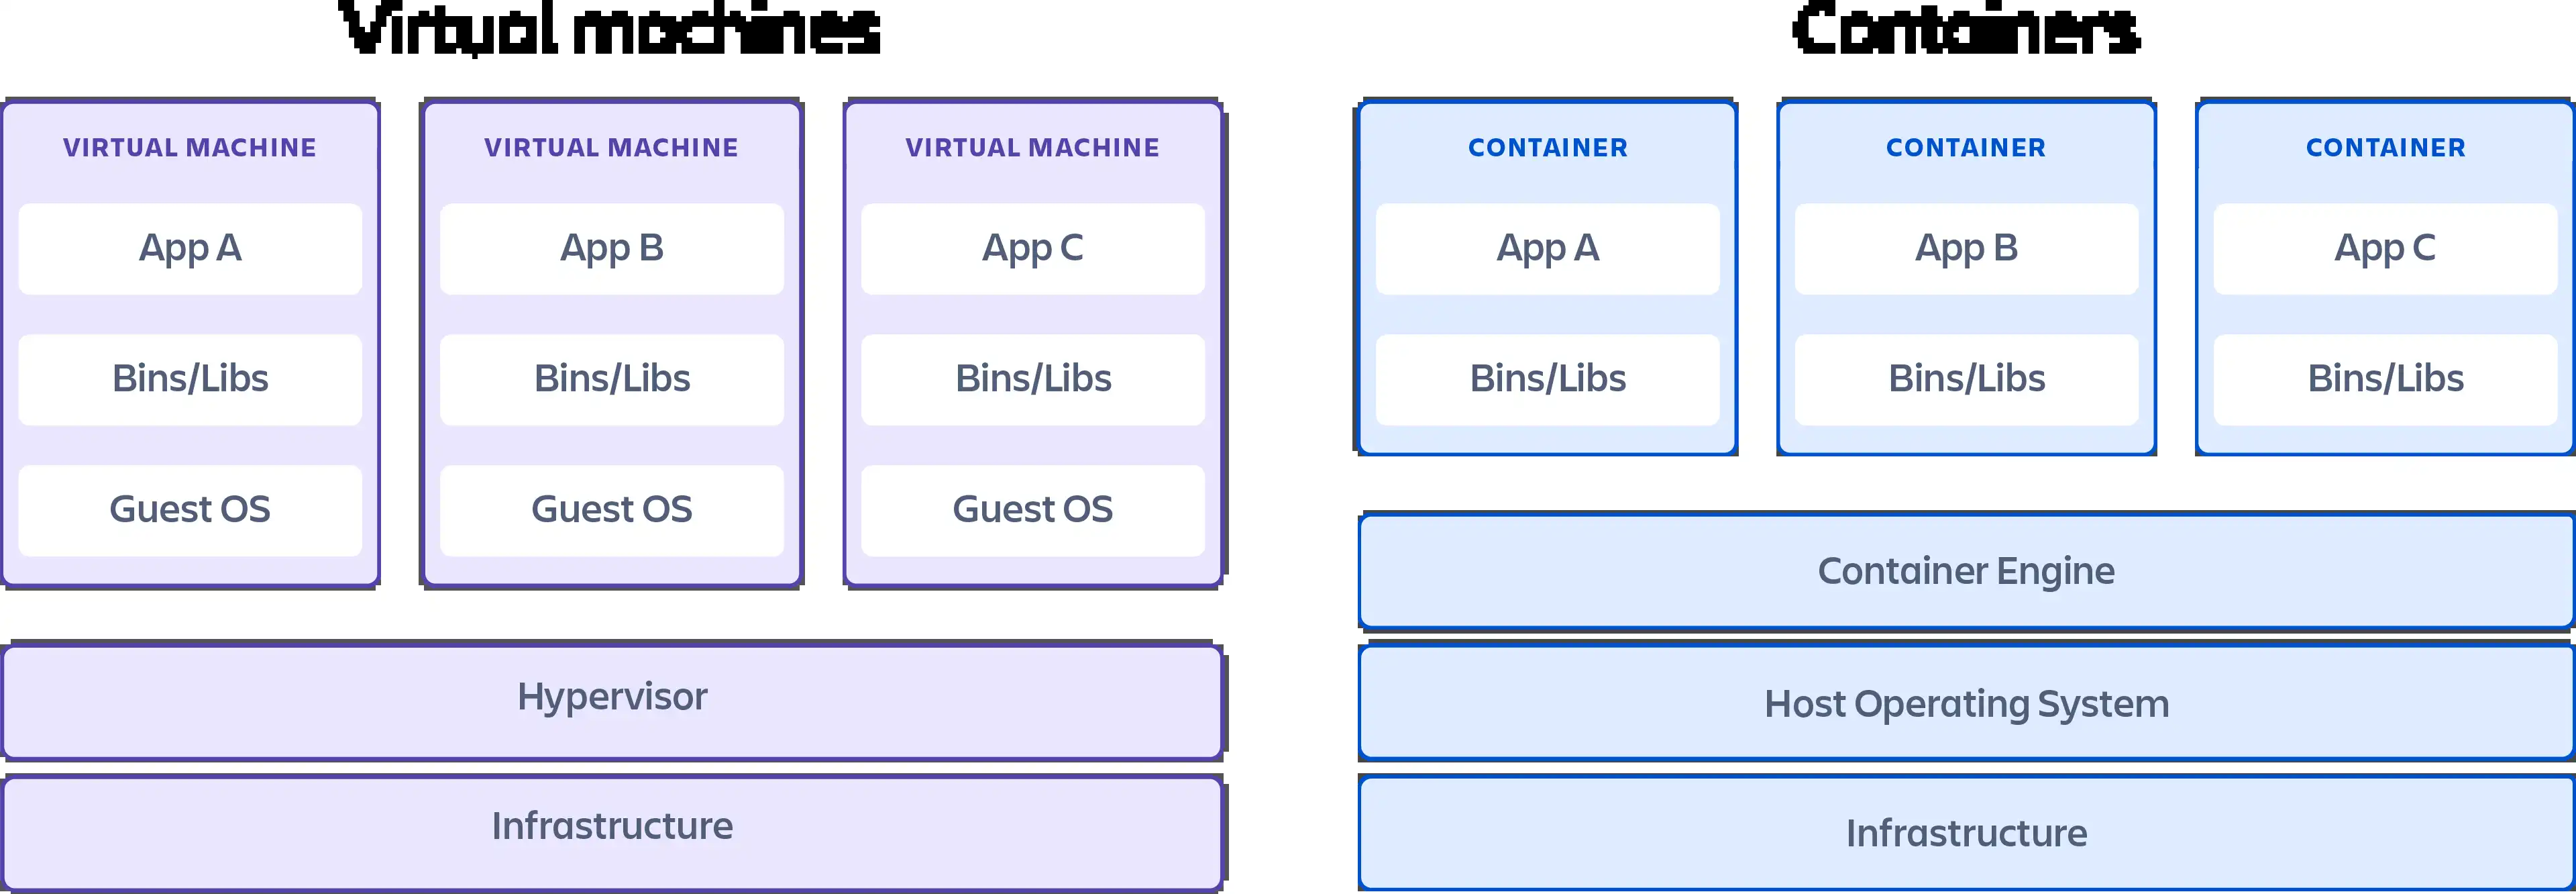 Virtual machines
VIRTUAL MACHINE
App A
Bins/Libs
Guest OS
VIRTUAL MACHINE
App B
Bins/Libs
Guest OS
VIRTUAL MACHINE
App C
Bins/Libs
Guest OS
Hypervisor
Infrastructure
Containers
CONTAINER
App A
Bins/Libs
CONTAINER
App B
Bins/Libs
CONTAINER
App C
Bins/Libs
Container Engine
Host Operating System
Infrastructure